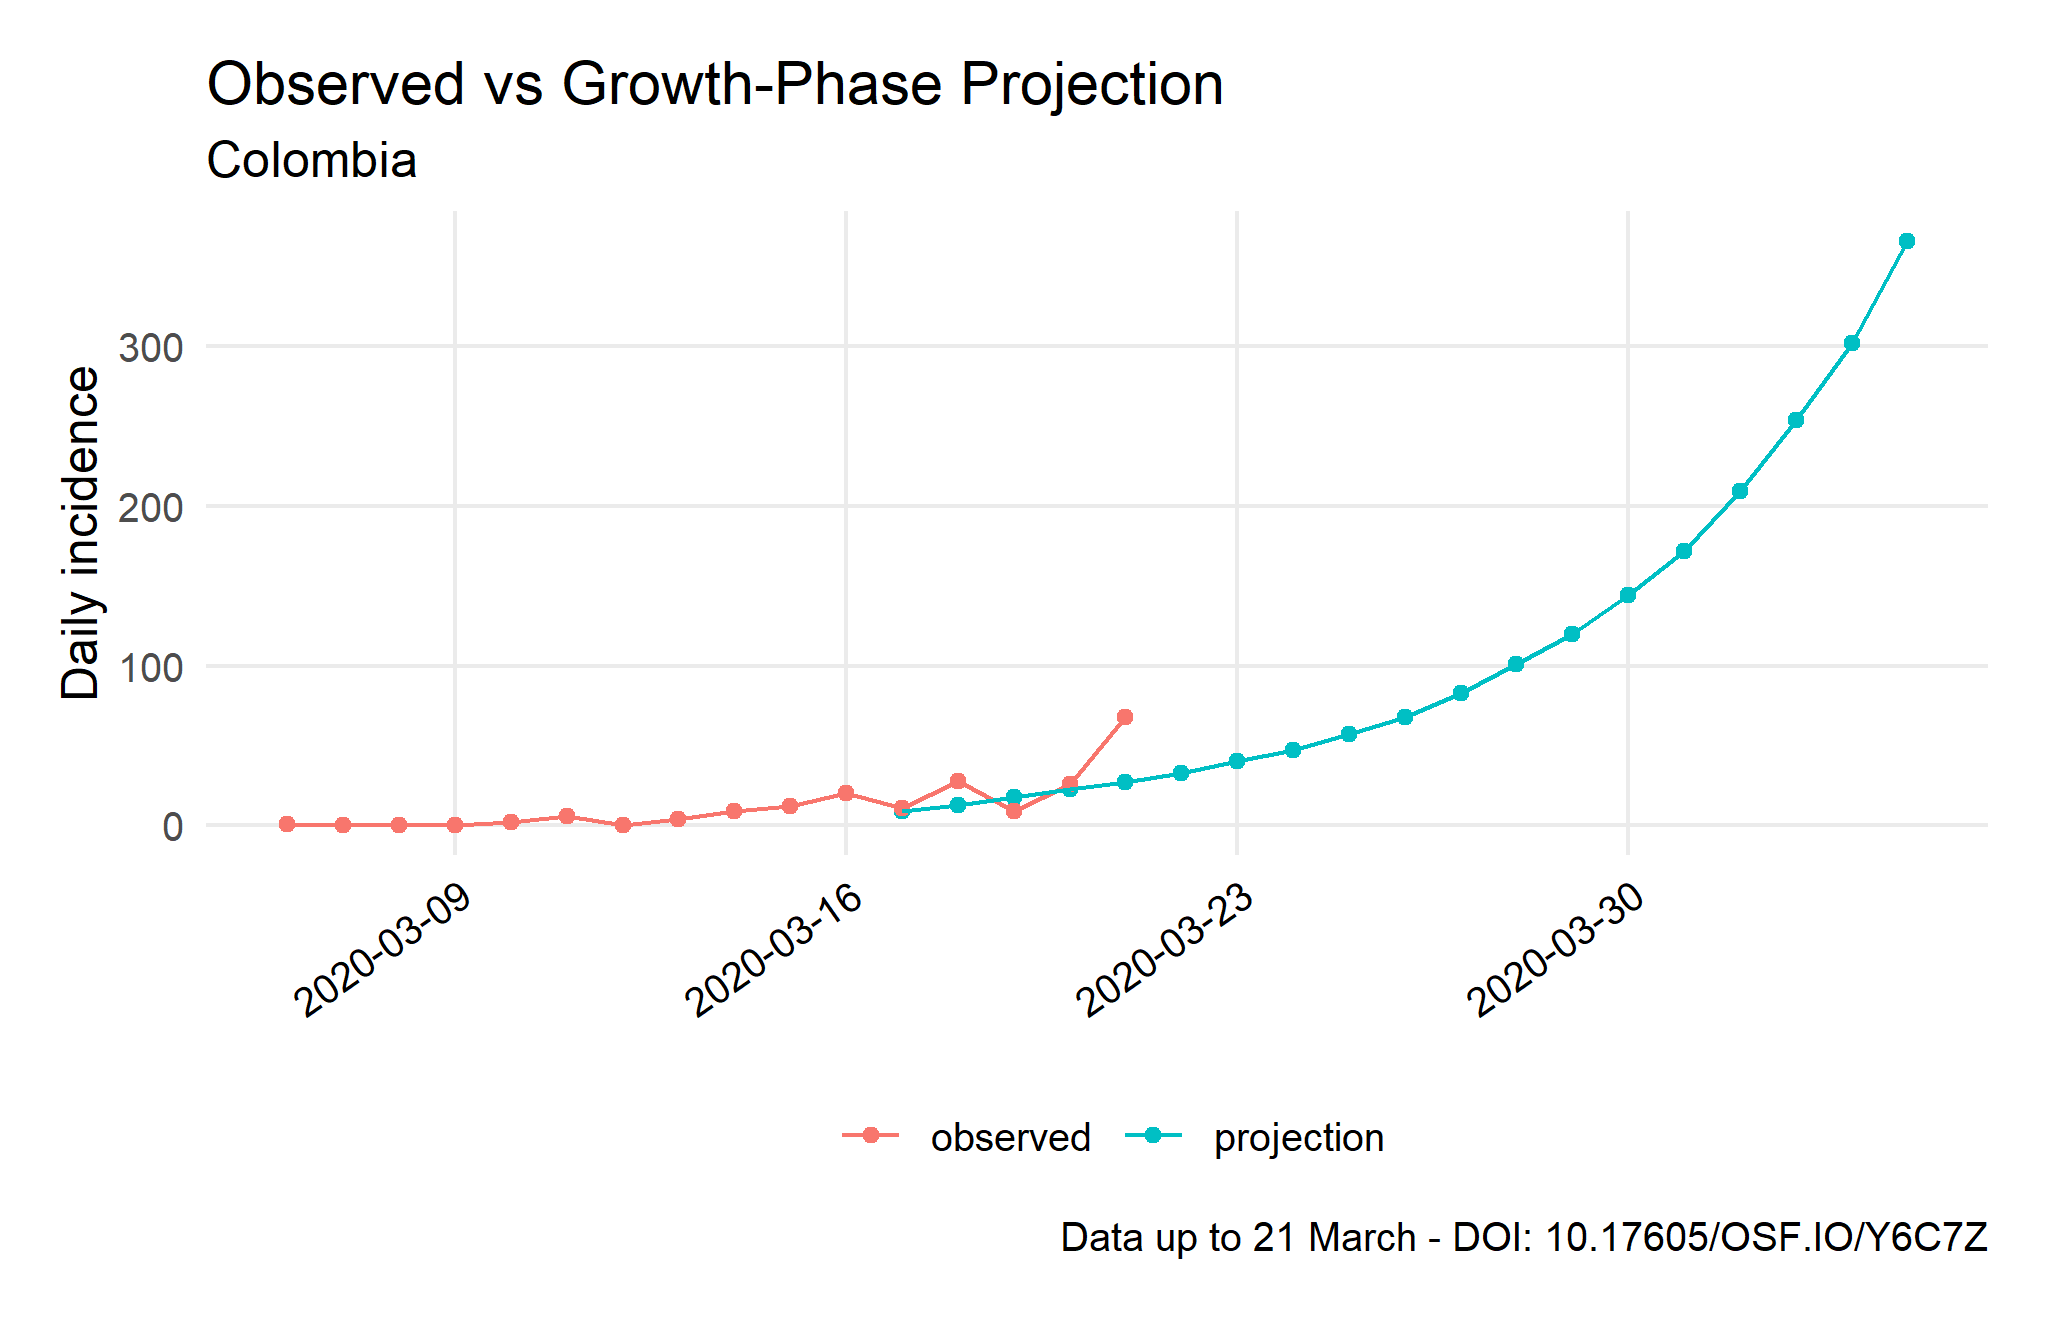 Observed vs Growth-Phase Projection
Colombia
Daily incidence
300
200
100
0
2020-03-09
2020-03-16
2020-03-23
2020-03-30
observed
projection
Data up to 21 March - DOI: 10.17605/OSF.IO/Y6C7Z